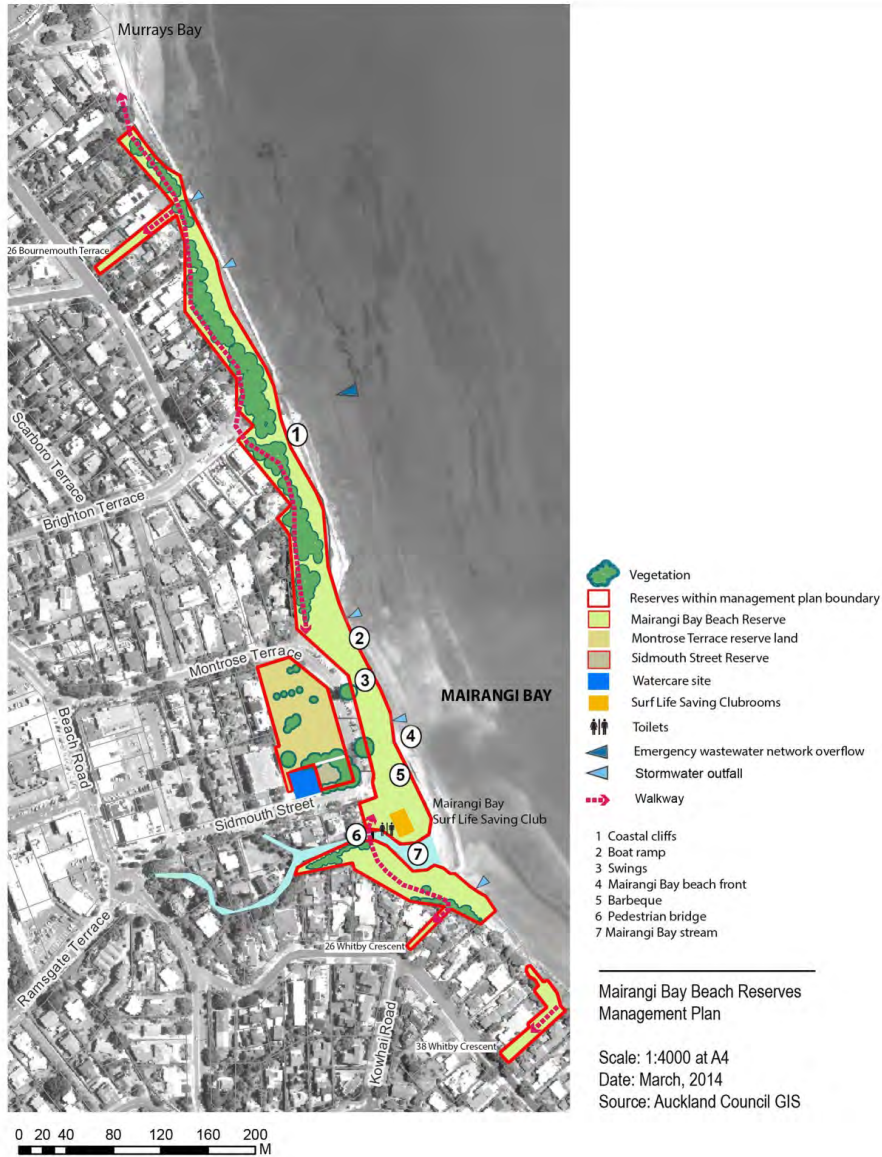 Murrays Bay
26 Bournemouth Terrace
Scarboro Terrace
Brighton Terrace
1
2
Montrose Terrace
3
MAIRANGI BAY
4
Beach Road
5
Mairangi Bay
Surf Life Saving Club
Sidmouth Street
6
7
Ramsgate Terrace
26 Whitby Crescent
Kowhai Road
38 Whitby Crescent
0 20 40 80 120 160 200
M
Vegetation
Reserves within management plan boundary
Mairangi Bay Beach Reserve
Montrose Terrace reserve land
Sidmouth Street Reserve
Watercare site
Surf Life Saving Clubrooms
Toilets
Emergency wastewater network overflow
Stormwater outfall
Walkway
1 Coastal cliffs
2 Boat ramp
3 Swings
4 Mairangi Bay beach front
5 Barbeque
6 Pedestrian bridge
7 Mairangi Bay stream
Mairangi Bay Beach Reserves
Management Plan
Scale: 1:4000 at A4
Date: March, 2014
Source: Auckland Council GIS